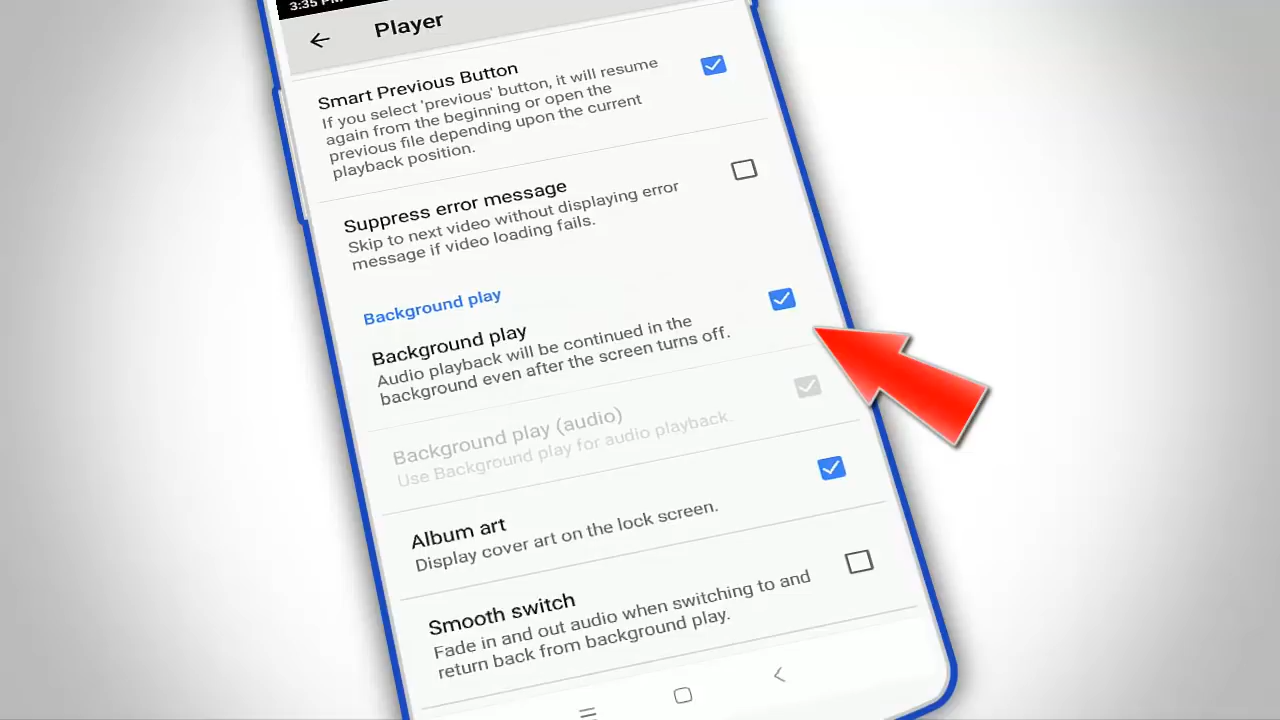 3:35 PM
Player
Smart Previous Button
If you select 'previous' button, it will resume
again from the beginning or open the
previous file depending upon the current
playback position.
Suppress error message
Skip to next video without displaying error
message if video loading fails.
Background play
Background play
Audio playback will be continued in the
background even after the screen turns off.
Background play (audio)
Use Background play for audio playback.
Album art
Display cover art on the lock screen.
Smooth switch
Fade in and out audio when switching to and
return back from background play.